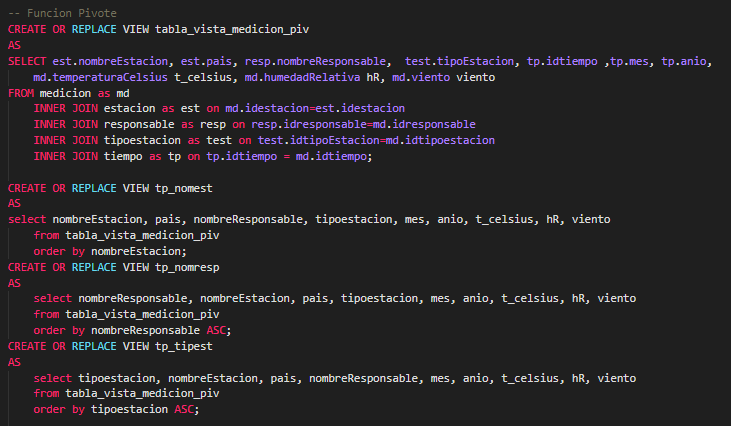 -- Funcion Pivote
CREATE OR REPLACE VIEW tabla_vista_medicion_piv
AS
SELECT est.nombreEstacion, est.pais, resp.nombreResponsable,  test.tipoEstacion, tp.idtiempo ,tp.mes, tp.anio,
    md.temperaturaCelsius t_celsius, md.humedadRelativa hR, md.viento viento
FROM medicion as md
    INNER JOIN estacion as est on md.idestacion=est.idestacion
    INNER JOIN responsable as resp on resp.idresponsable=md.idresponsable
    INNER JOIN tipoestacion as test on test.idtipoEstacion=md.idtipoestacion
    INNER JOIN tiempo as tp on tp.idtiempo = md.idtiempo;
CREATE OR REPLACE VIEW tp_nomest
AS
select nombreEstacion, pais, nombreResponsable, tipoestacion, mes, anio, t_celsius, hR, viento
    from tabla_vista_medicion_piv
    order by nombreEstacion;
CREATE OR REPLACE VIEW tp_nomresp
AS
    select nombreResponsable, nombreEstacion, pais, tipoestacion, mes, anio, t_celsius, hR, viento
    from tabla_vista_medicion_piv
    order by nombreResponsable ASC;
CREATE OR REPLACE VIEW tp_tipest
AS
    select tipoestacion, nombreEstacion, pais, nombreResponsable, mes, anio, t_celsius, hR, viento
    from tabla_vista_medicion_piv
    order by tipoestacion ASC;